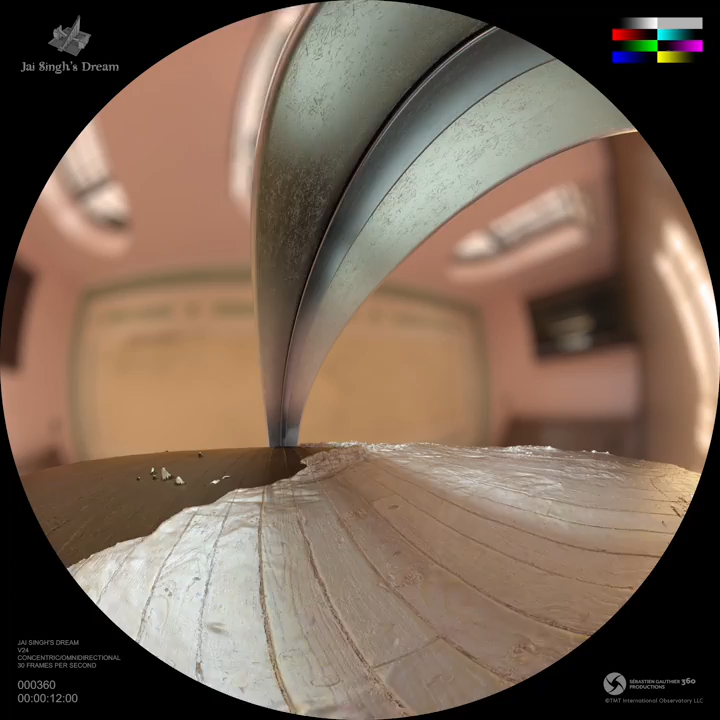 Jai Singh's Dream
JAI SINGH'S DREAM
V24
CONCENTRIC/OMNIDIRECTIONAL
30 FRAMES PER SECOND
000360
00:00:12:00
SÉBASTIEN GAUTHIER 360
PRODUCTIONS
©TMT International Observatory LLC